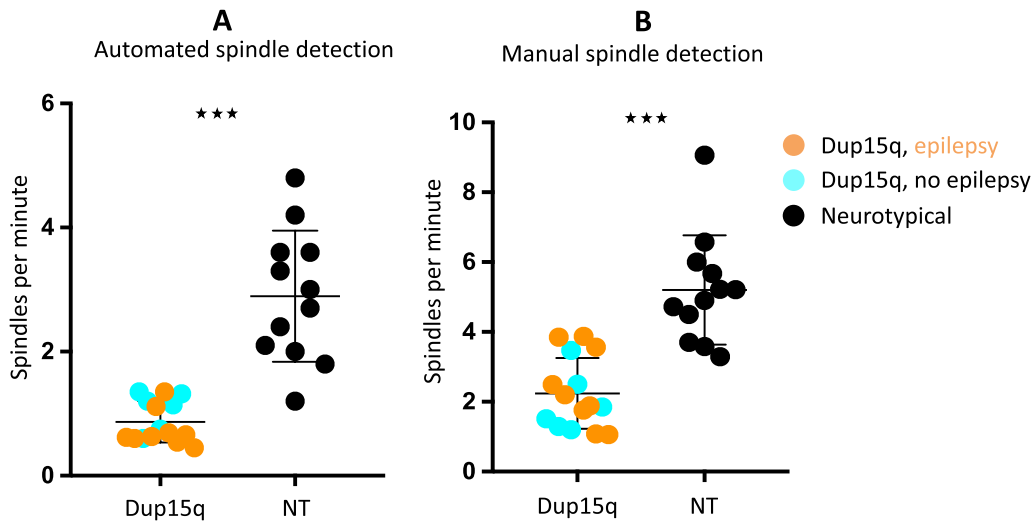 A
Automated spindle detection
B
Manual spindle detection
Spindles per minute
6
4
2
0
Dup15q
NT
Spindles per minute
10
8
6
4
2
0
Dup15q
NT
Dup15q, epilepsy
Dup15q, no epilepsy
Neurotypical